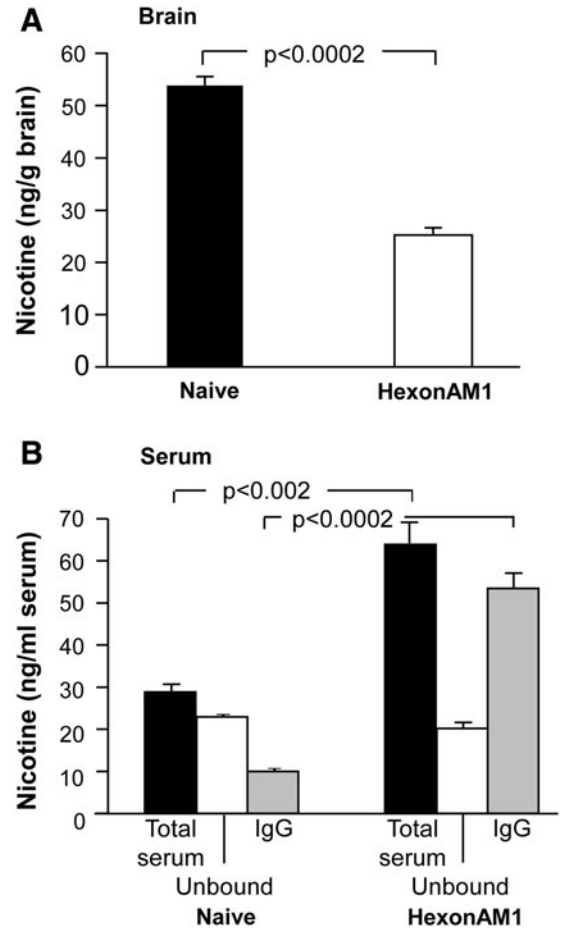 A Brain
p<0.0002
Nicotine (ng/g brain)
60
50
40
30
20
10
0
Naive HexonAM1
B Serum
p<0.002
p<0.0002
Nicotine (ng/ml serum)
70
60
50
40
30
20
10
0
Total IgG Total IgG
serum serum
Unbound Unbound
Naive HexonAM1